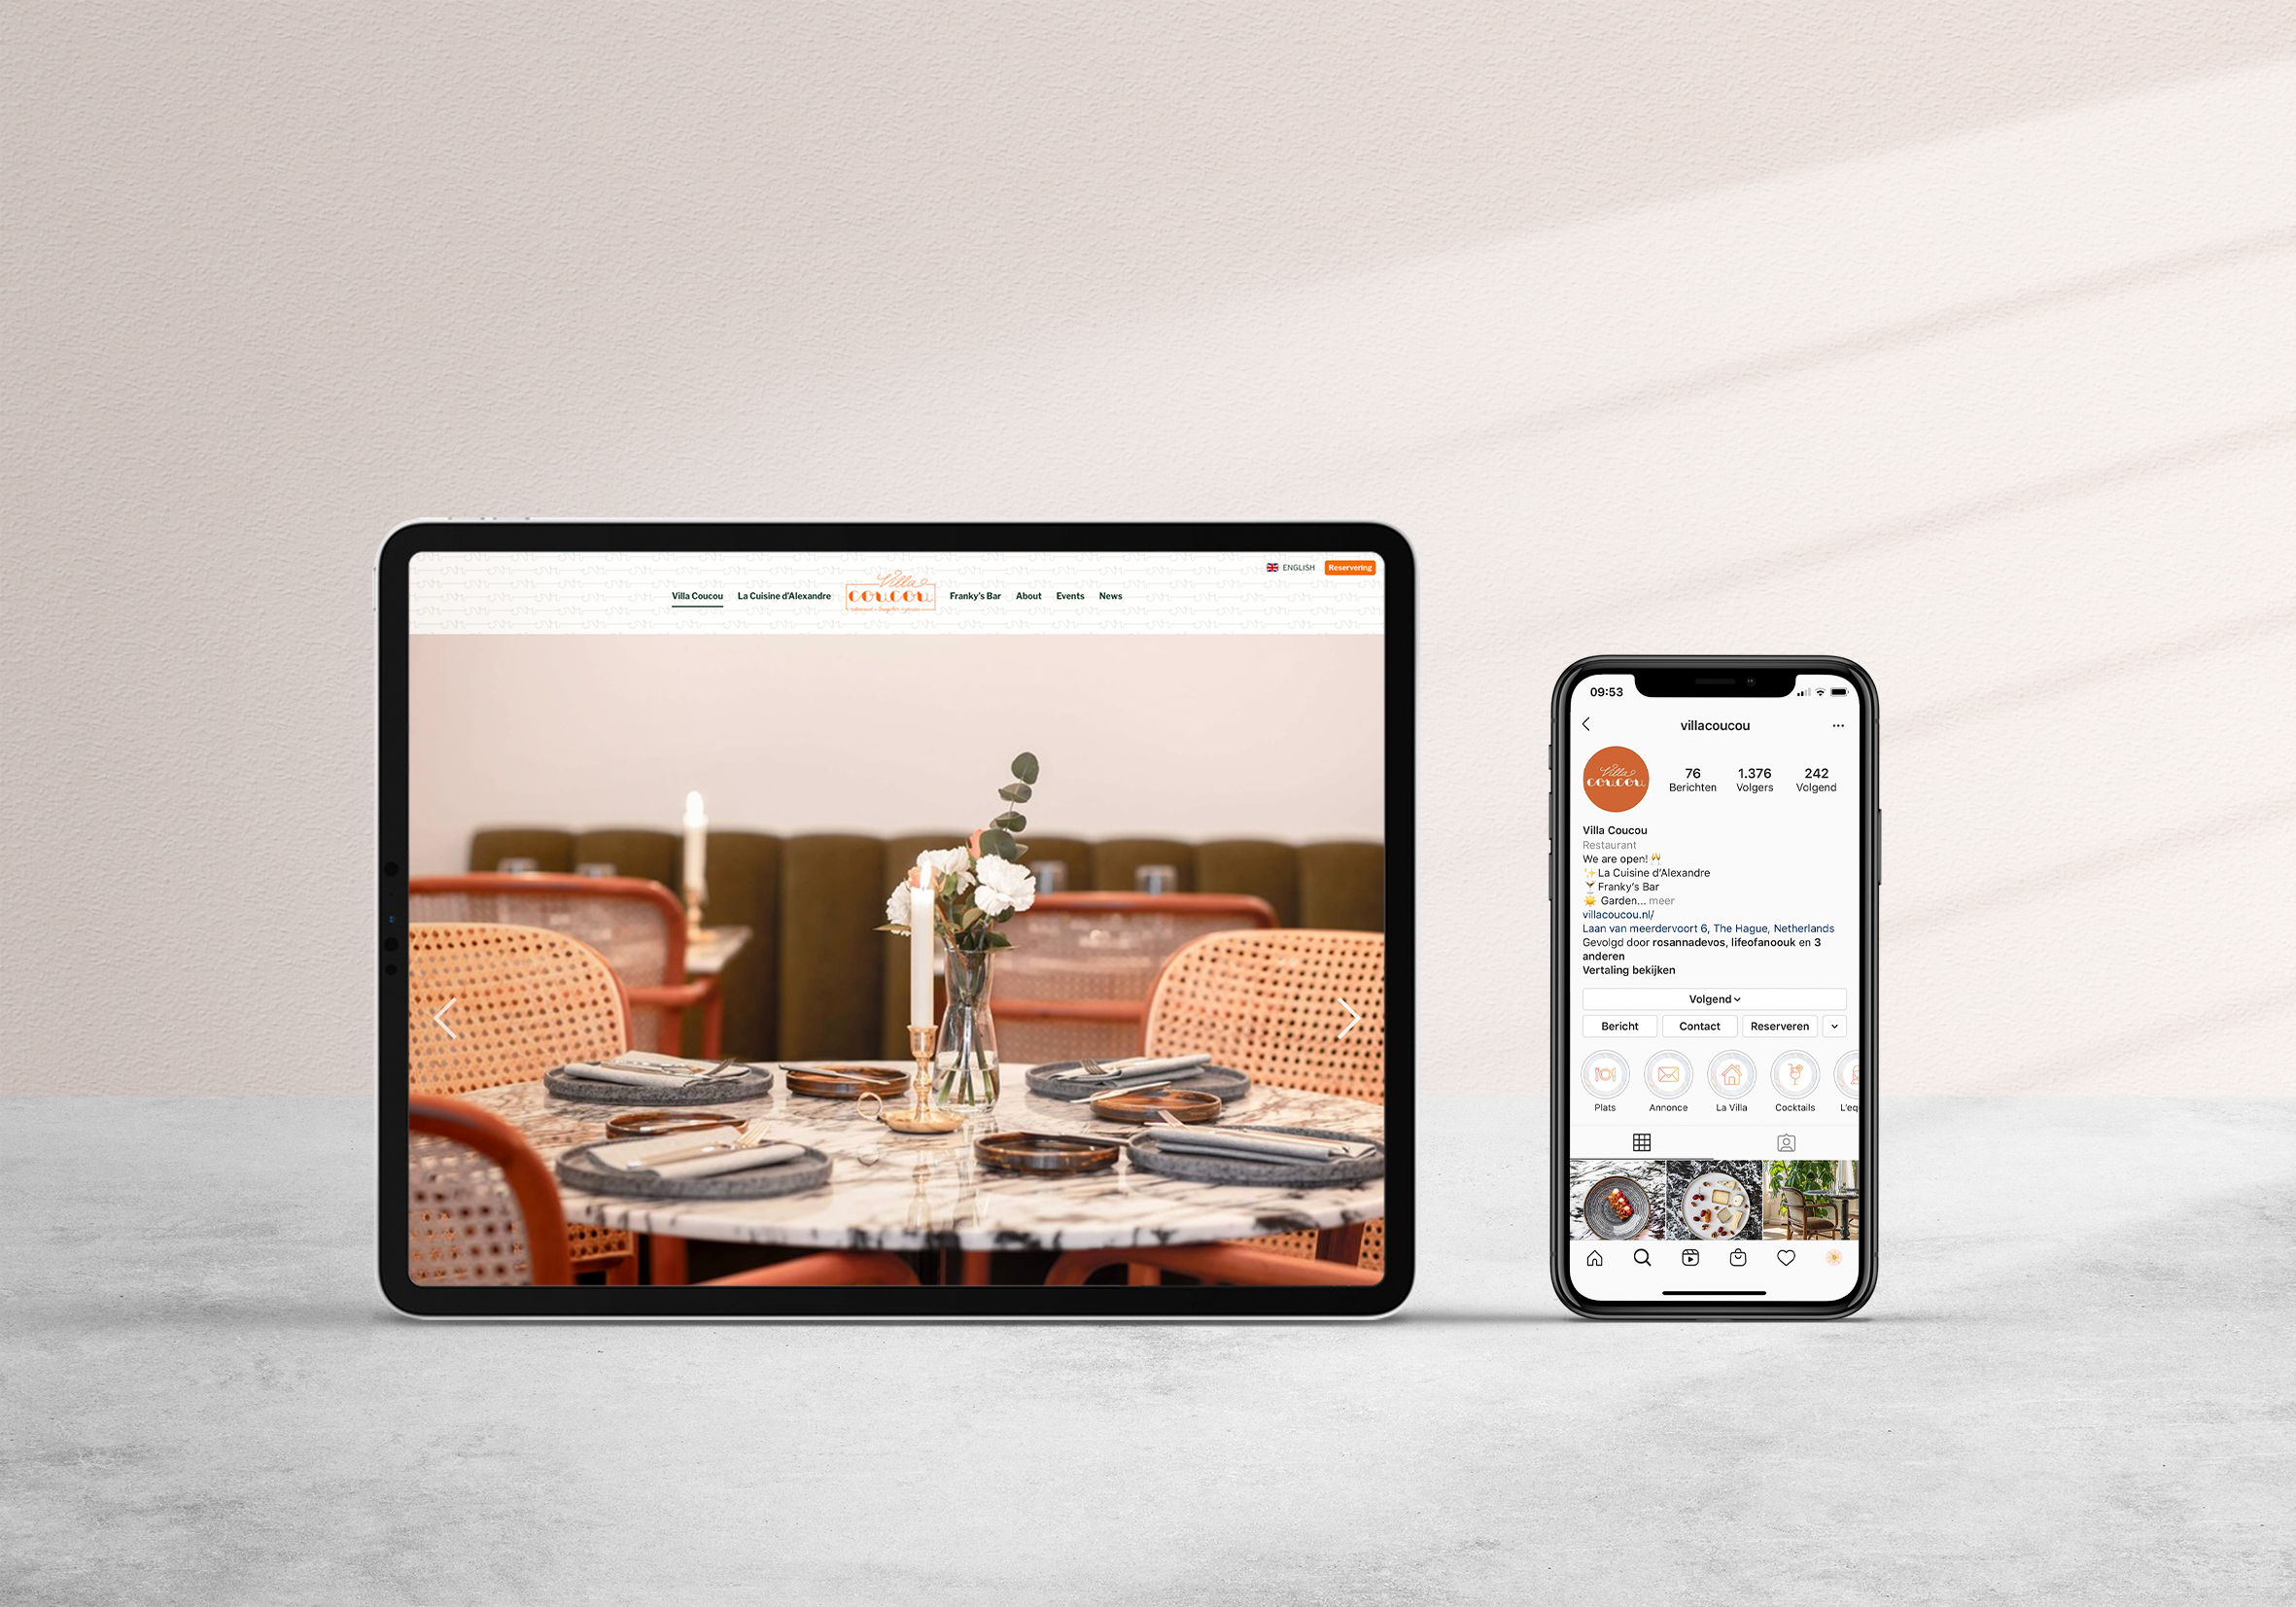 ENGLISH
Reservering
Villa Coucou
La Cuisine d'Alexandre
Villa
coucou
Franky's Bar
About
Events
News
09:53
villacoucou
Villa
coucou
76
Berichten
1.376
Volgers
242
Volgend
Villa Coucou
Restaurant
We are open! 🥂
✨ La Cuisine d'Alexandre
🍸 Franky's Bar
☀️ Garden... meer
villacoucou.nl/
Laan van meerdervoort 6, The Hague, Netherlands
Gevolgd door rosannadevos, lifeofanoouk en 3
anderen
Vertaling bekijken
Volgend
Bericht
Contact
Reserveren
Plats
Annonce
La Villa
Cocktails
L'eq